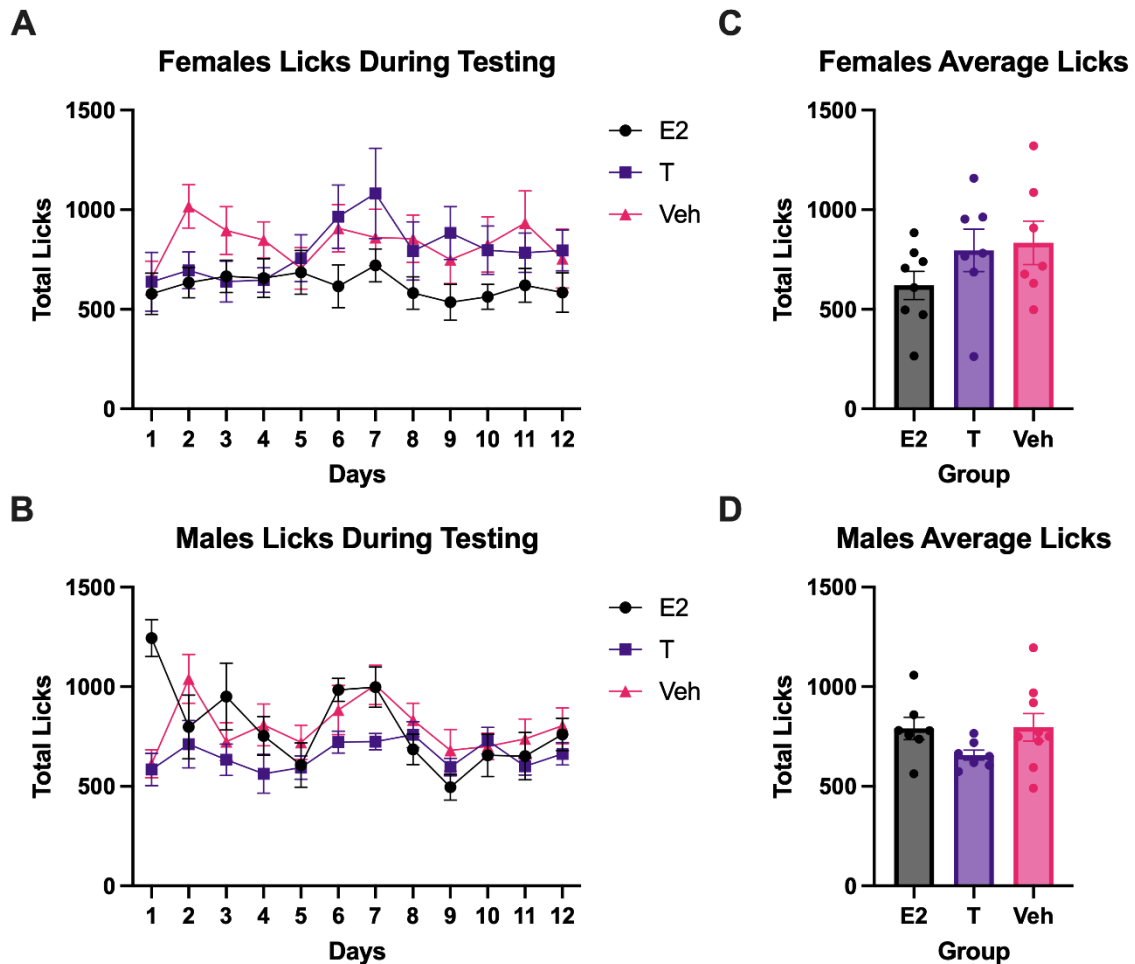 A
Females Licks During Testing
1500
1000
500
0
Total Licks
1 2 3 4 5 6 7 8 9 10 11 12
Days
E2
T
Veh
C
Females Average Licks
1500
1000
500
0
Total Licks
E2 T Veh
Group
B
Males Licks During Testing
1500
1000
500
0
Total Licks
1 2 3 4 5 6 7 8 9 10 11 12
Days
E2
T
Veh
D
Males Average Licks
1500
1000
500
0
Total Licks
E2 T Veh
Group